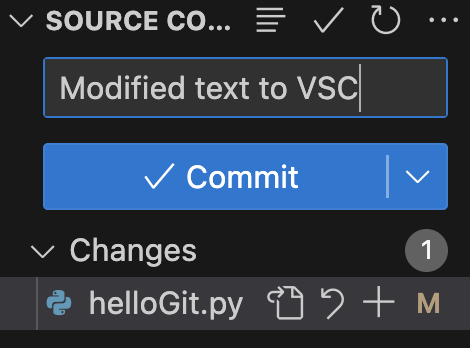 SOURCE CO...
Modified text to VSC
Commit
Changes 1
helloGit.py M